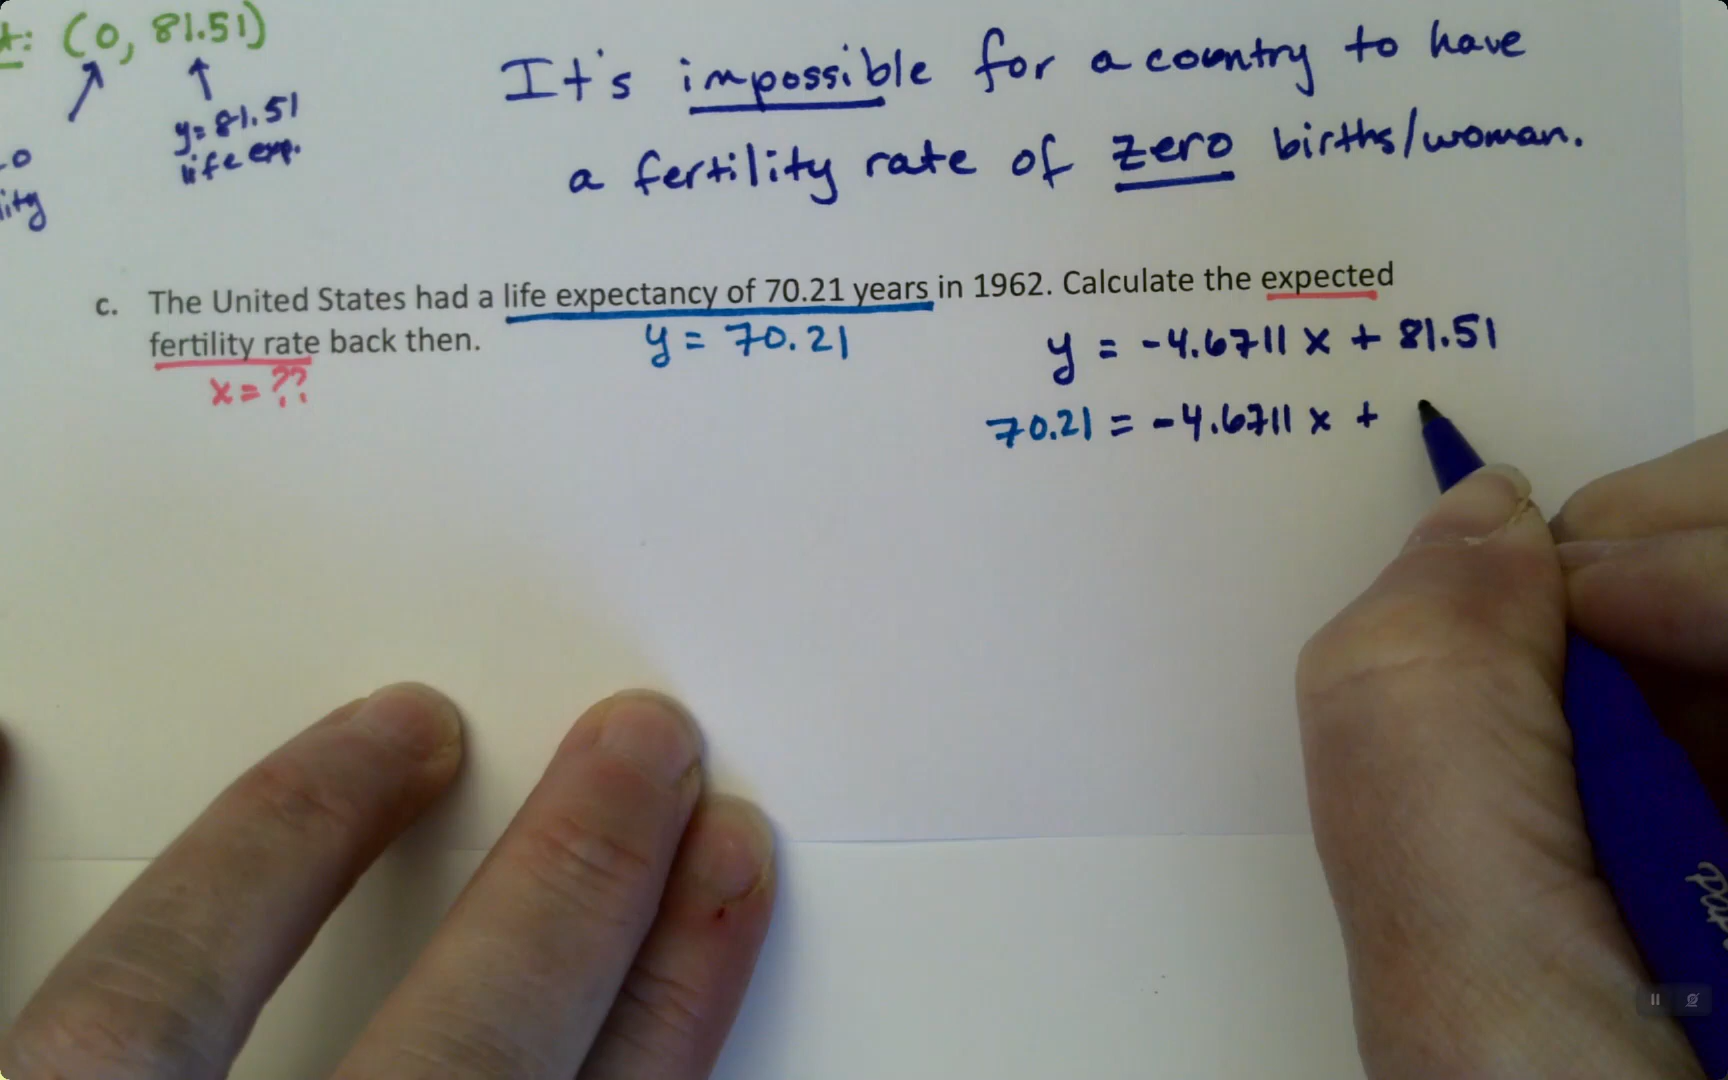 : (0, 81.51)
y=81.51
life exp.
It's impossible for a country to have
a fertility rate of zero births/woman.
c. The United States had a life expectancy of 70.21 years in 1962. Calculate the expected
fertility rate back then.
y = 70.21
x = ??
y = -4.6711 x + 81.51
70.21 = -4.6711 x +